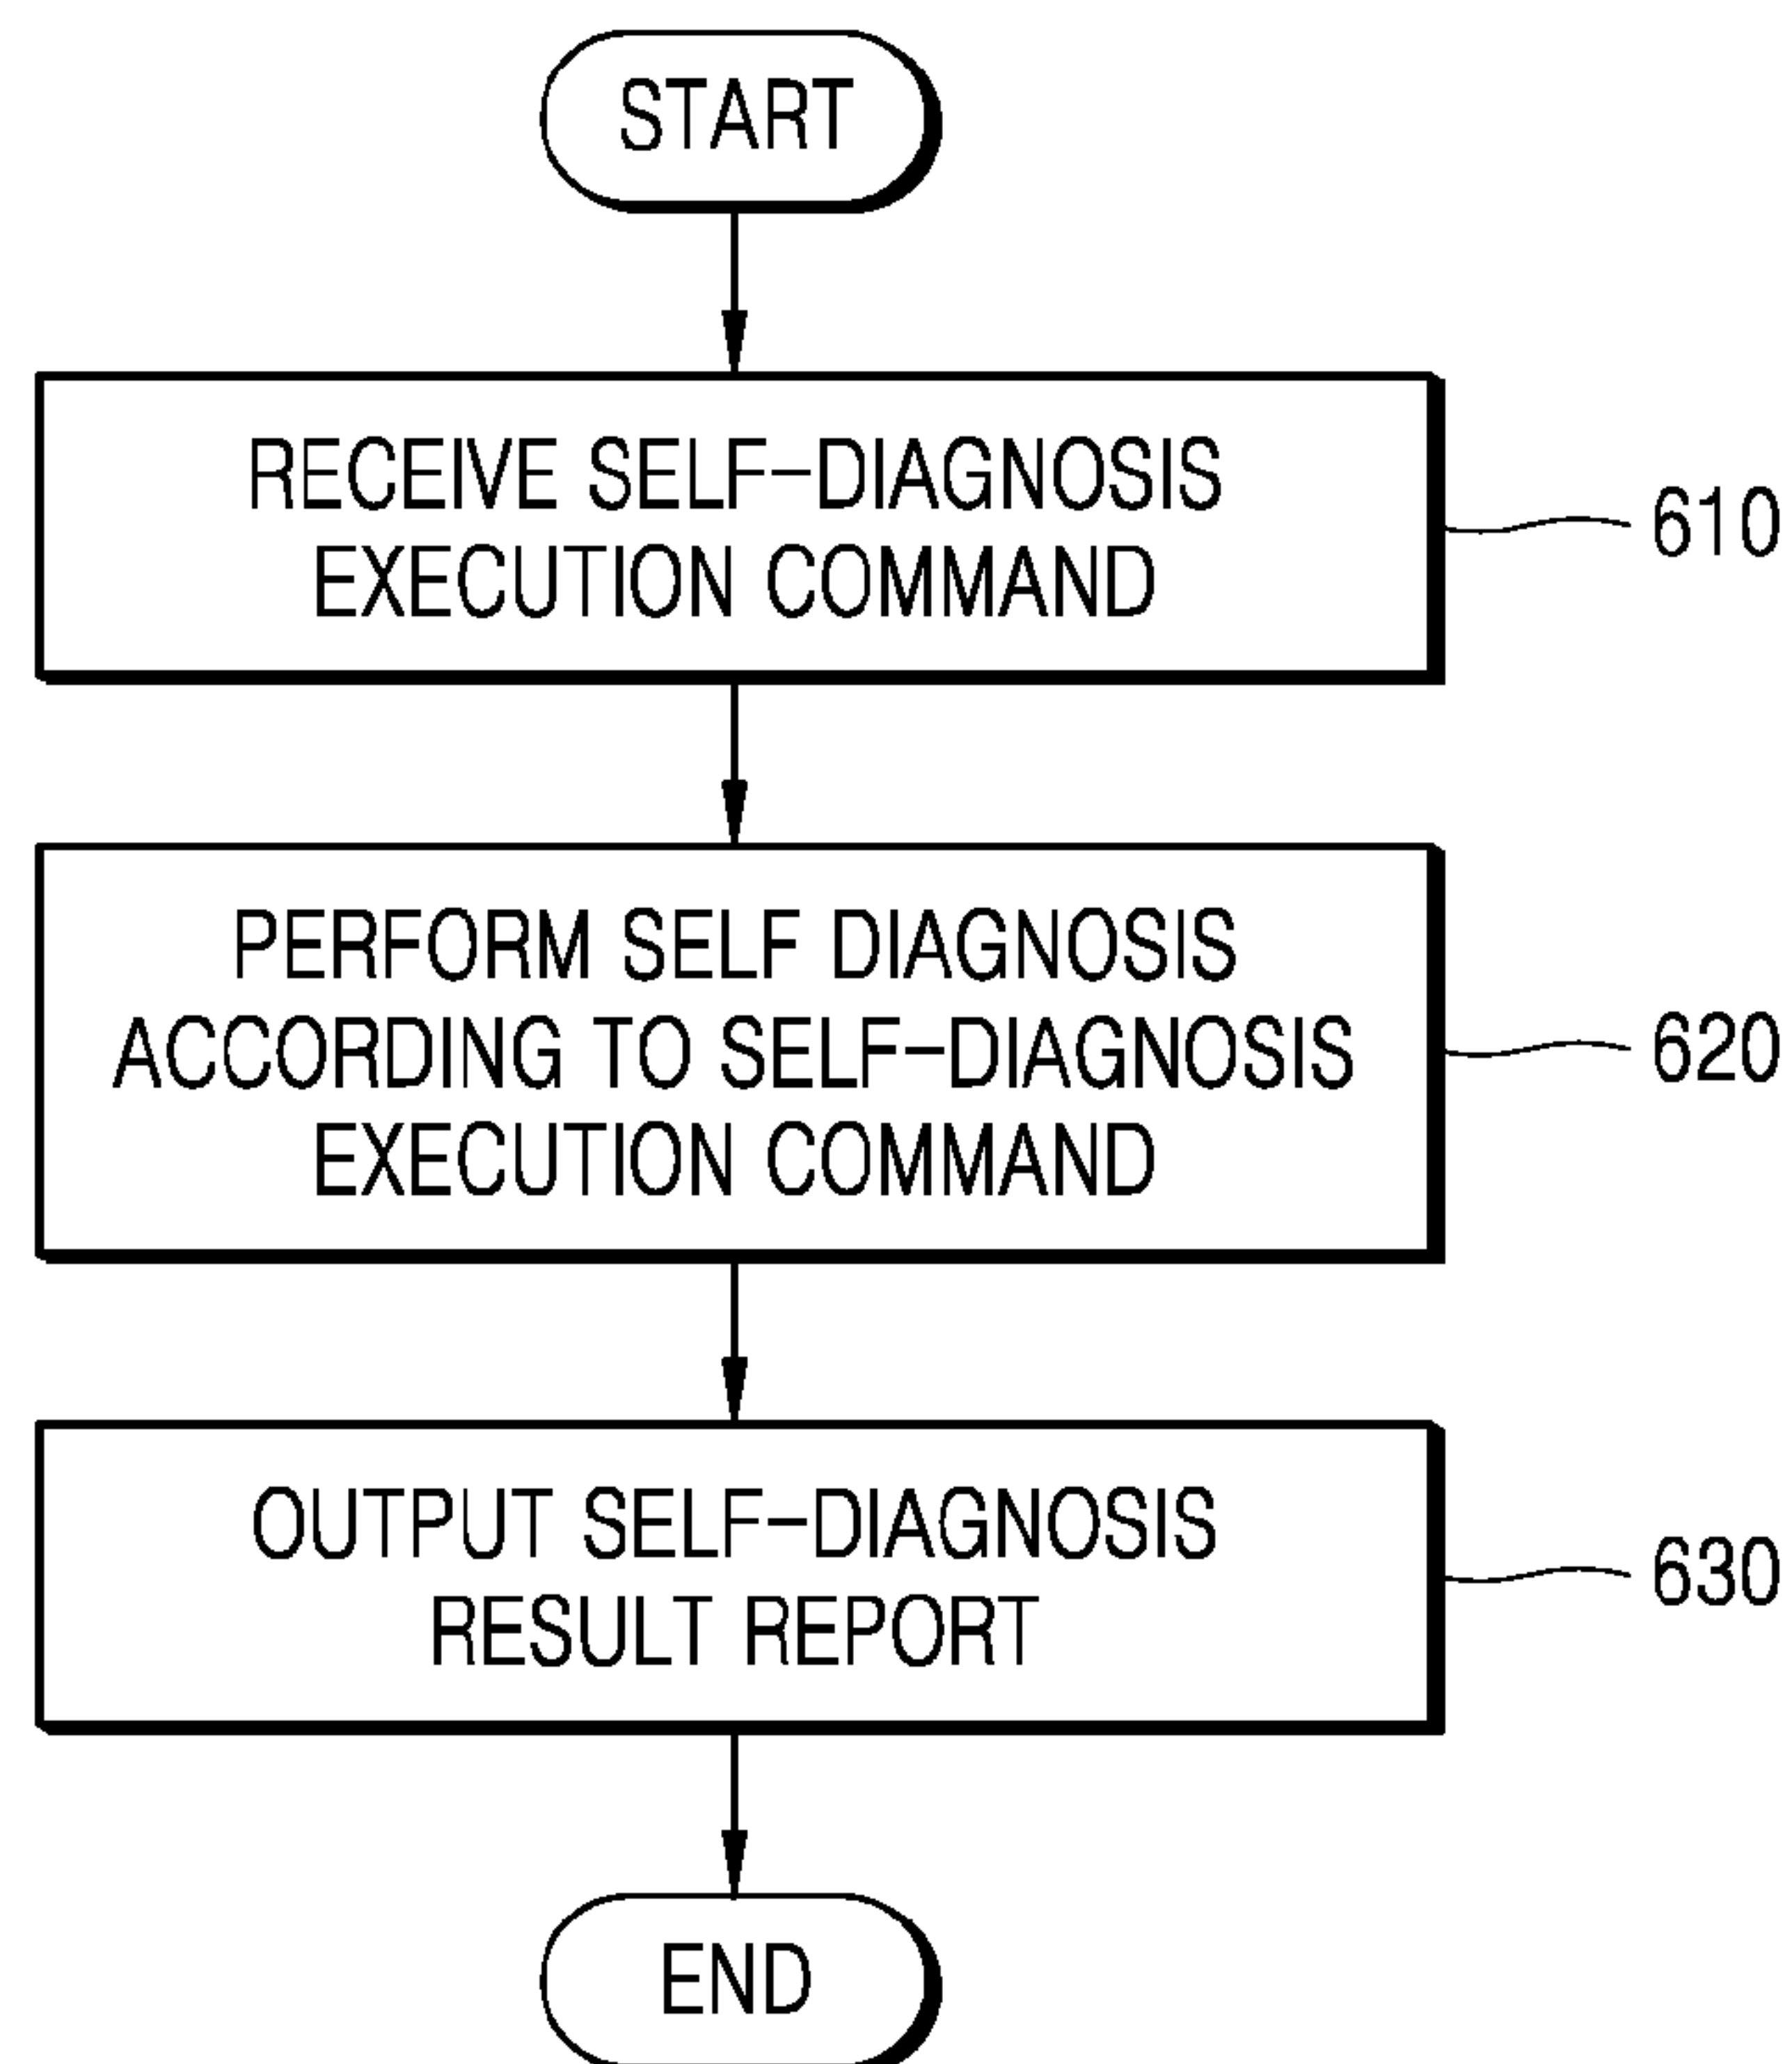 START
RECEIVE SELF-DIAGNOSIS
EXECUTION COMMAND
610
PERFORM SELF DIAGNOSIS
ACCORDING TO SELF-DIAGNOSIS
EXECUTION COMMAND
620
OUTPUT SELF-DIAGNOSIS
RESULT REPORT
630
END